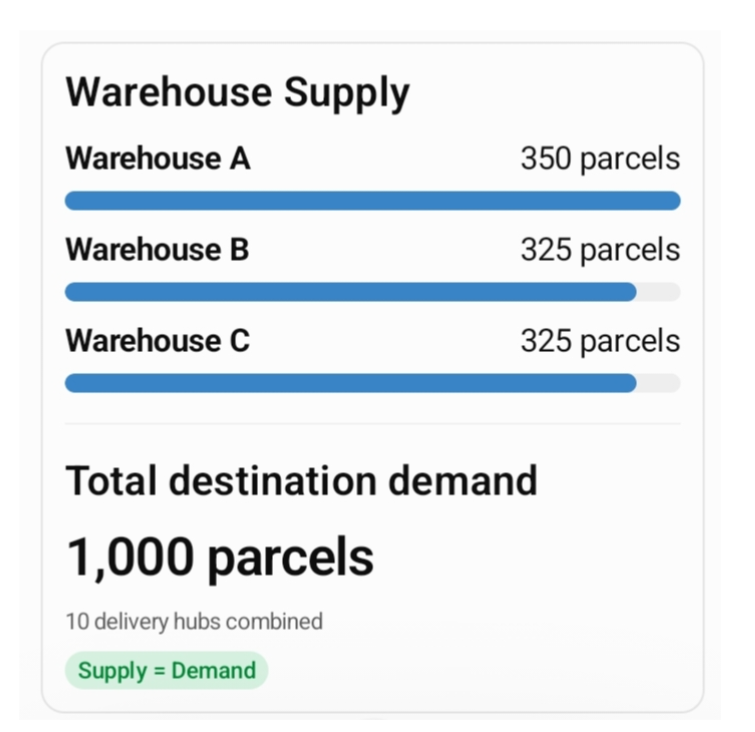 Warehouse Supply
Warehouse A 350 parcels
Warehouse B 325 parcels
Warehouse C 325 parcels
Total destination demand
1,000 parcels
10 delivery hubs combined
Supply = Demand